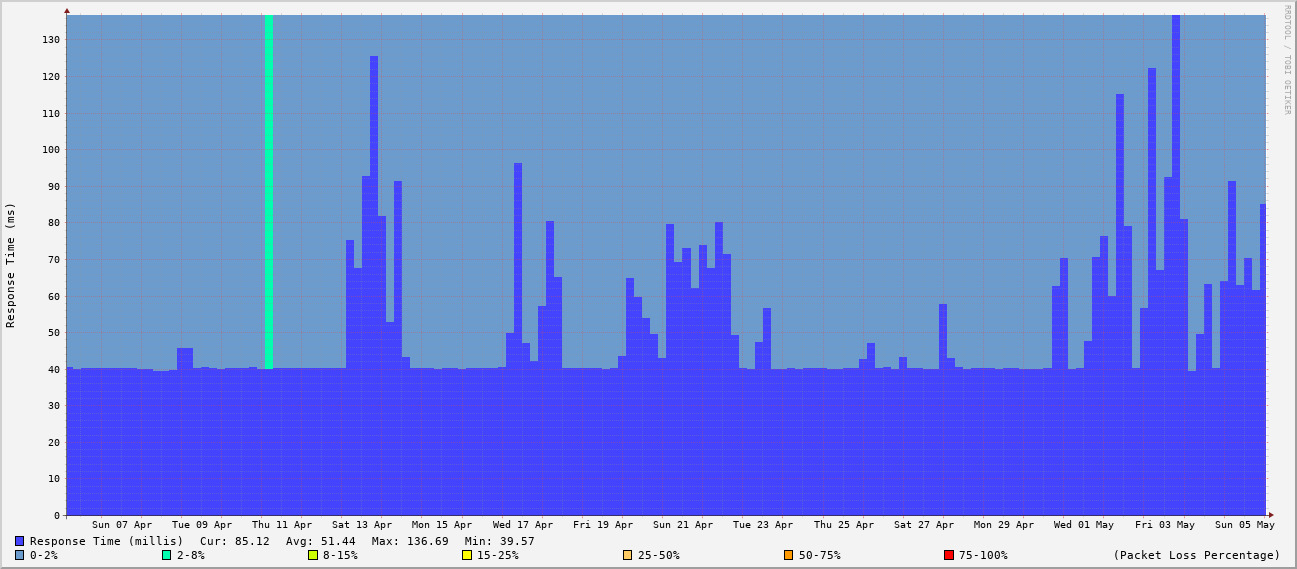 RRDTOOL / TOBI OETIKER
Response Time (ms)
130
120
110
100
90
80
70
60
50
40
30
20
10
0
Sun 07 Apr Tue 09 Apr Thu 11 Apr Sat 13 Apr Mon 15 Apr Wed 17 Apr Fri 19 Apr Sun 21 Apr Tue 23 Apr Thu 25 Apr Sat 27 Apr Mon 29 Apr Wed 01 May Fri 03 May Sun 05 May
Response Time (millis) Cur: 85.12 Avg: 51.44 Max: 136.69 Min: 39.57
0-2% 2-8% 8-15% 15-25% 25-50% 50-75% 75-100% (Packet Loss Percentage)